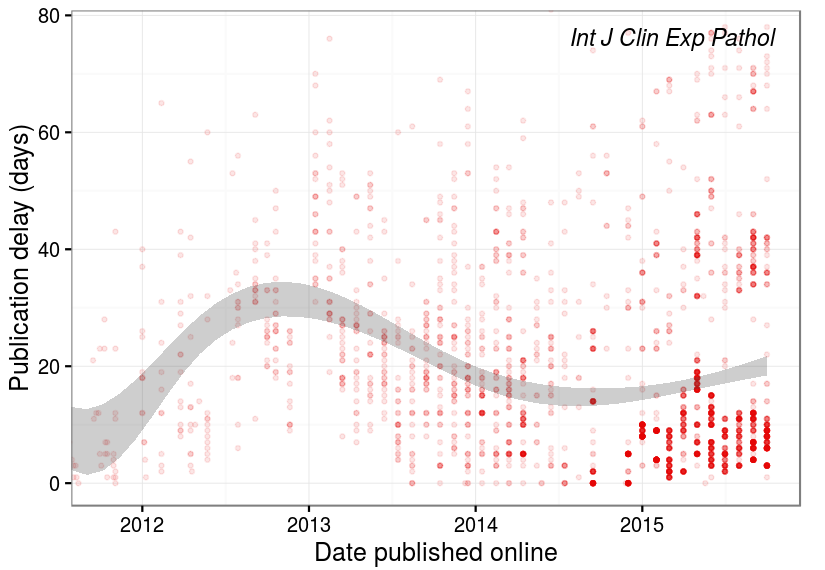 Int J Clin Exp Pathol
Publication delay (days)
80
60
40
20
0
2012 2013 2014 2015
Date published online